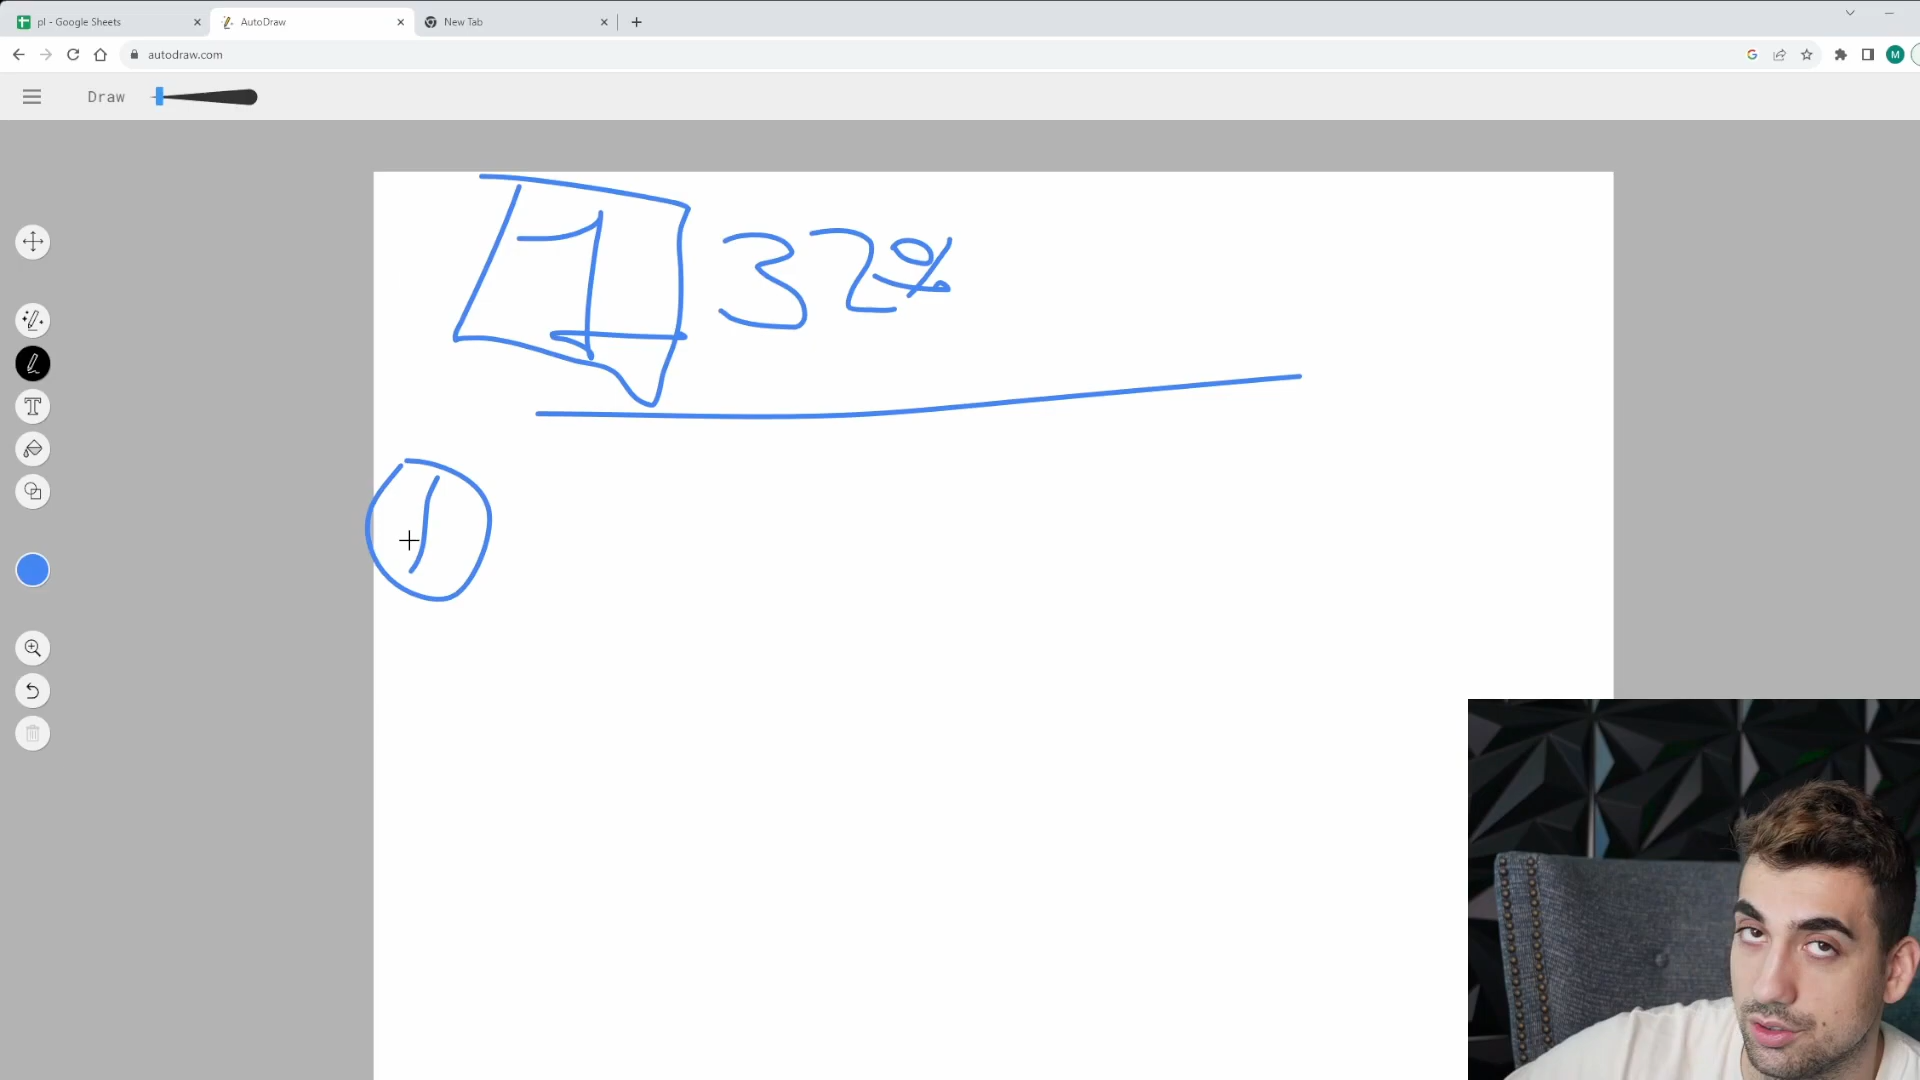 pl - Google Sheets
AutoDraw
New Tab
autodraw.com
M
Draw
1 32%
1
T